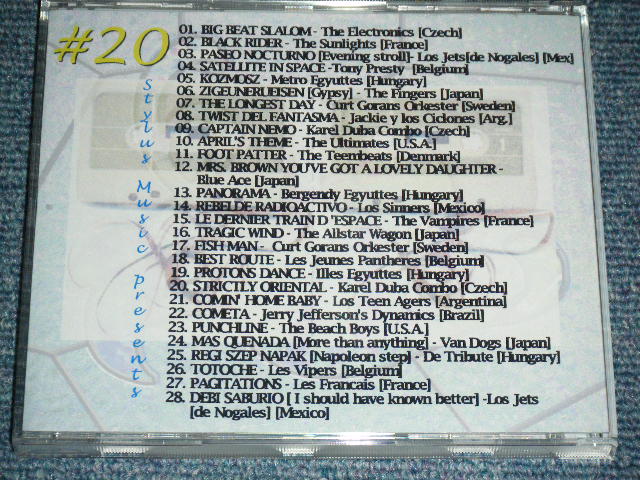 #20
Stylus Music presents
01. BIG BEAT SLALOM - The Electronics [Czech]
02. BLACK RIDER - The Sunlights [France]
03. PASEO NOCTURNO [Evening stroll]- Los Jets[de Nogales] [Mex]
04. SATELLITE IN SPACE -Tony Presty [Belgium]
05. KOZMOSZ - Metro Egyuttes [Hungary]
06. ZIGEUNERUEISEN [Gypsy] - The Fingers [Japan]
07. THE LONGEST DAY - Curt Gorans Orkester [Sweden]
08. TWIST DEL FANTASMA - Jackie y los Ciclones [Arg.]
09. CAPTAIN NEMO - Karel Duba Combo [Czech]
10. APRIL'S THEME - The Ultimates [U.S.A.]
11. FOOT PATTER - The Teembeats [Denmark]
12. MRS. BROWN YOU'VE GOT A LOVELY DAUGHTER -
Blue Ace [Japan]
13. PANORAMA - Bergendy Egyuttes [Hungary]
14. REBELDE RADIOACTIVO - Los Sinners [Mexico]
15. LE DERNIER TRAIN D 'ESPACE - The Vampires [France]
16. TRAGIC WIND - The Allstar Wagon [Japan]
17. FISH MAN - Curt Gorans Orkester [Sweden]
18. BEST ROUTE - Les Jeunes Pantheres [Belgium]
19. PROTONS DANCE - Illes Egyuttes [Hungary]
20. STRICTLY ORIENTAL - Karel Duba Combo [Czech]
21. COMIN' HOME BABY - Los Teen Agers [Argentina]
22. COMETA - Jerry Jefferson's Dynamics [Brazil]
23. PUNCHLINE - The Beach Boys [U.S.A.]
24. MAS QUENADA [More than anything] - Van Dogs [Japan]
25. REGI SZEP NAPAK [Napoleon step] - De Tribute [Hungary]
26. TOTOCHE - Les Vipers [Belgium]
27. PAGITATIONS - Les Francais [France]
28. DEBI SABURIO [ I should have known better] -Los Jets
[de Nogales] [Mexico]